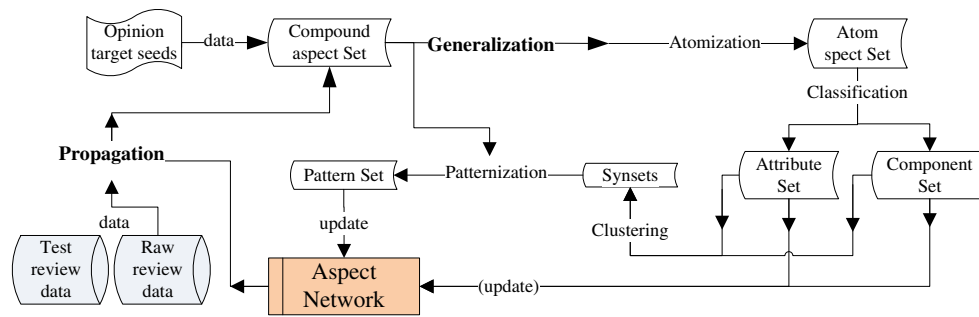 Opinion
target seeds
data
Compound
aspect Set
Generalization
Atomization
Atom
spect Set
Classification
Propagation
Pattern Set
Patternization
Synsets
Attribute
Set
Component
Set
data
update
Clustering
Test
review
data
Raw
review
data
Aspect
Network
(update)